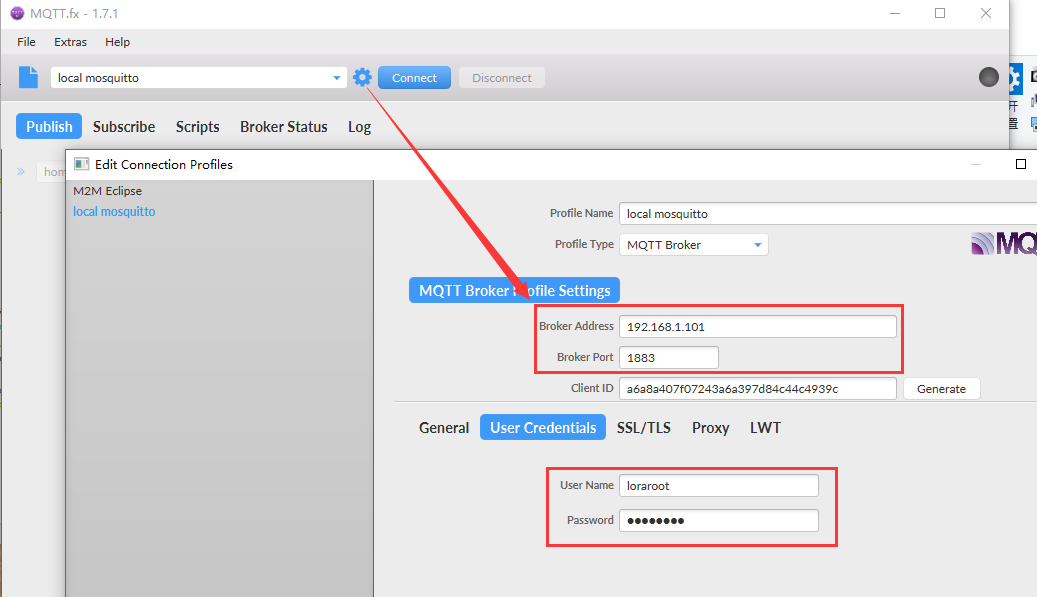 MQTT.fx - 1.7.1
File Extras Help
local mosquitto Connect Disconnect
Publish Subscribe Scripts Broker Status Log
开
置
Edit Connection Profiles
M2M Eclipse
local mosquitto
Profile Name local mosquitto
Profile Type MQTT Broker
MQTT Broker Profile Settings
Broker Address 192.168.1.101
Broker Port 1883
Client ID a6a8a407f07243a6a397d84c44c4939c Generate
General User Credentials SSL/TLS Proxy LWT
User Name loraroot
Password ●●●●●●●●